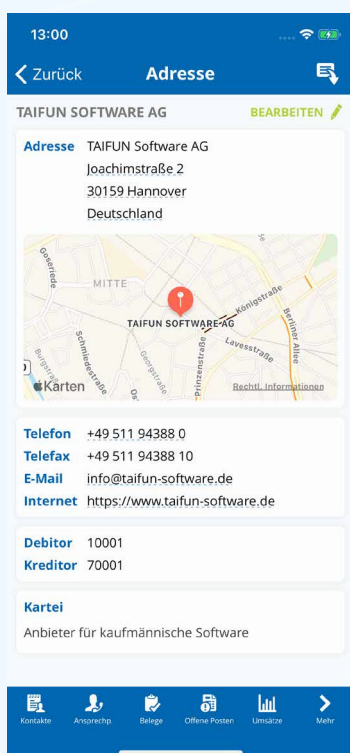 13:00
Zurück
Adresse
TAIFUN SOFTWARE AG
BEARBEITEN
Adresse TAIFUN Software AG
Joachimstraße 2
30159 Hannover
Deutschland
Goseriede
MITTE
Königstraße
TAIFUN SOFTWARE-AG
Berliner Allee
Lavesstraße
Schmiedestraße
Georgstraße
Prinzenstraße
Burgstraße
Karten
Rechtl. Informationen
Telefon +49 511 94388 0
Telefax +49 511 94388 10
E-Mail info@taifun-software.de
Internet https://www.taifun-software.de
Debitor 10001
Kreditor 70001
Kartei
Anbieter für kaufmännische Software
Kontakte
Ansprechp.
Belege
Offene Posten
Umsätze
Mehr